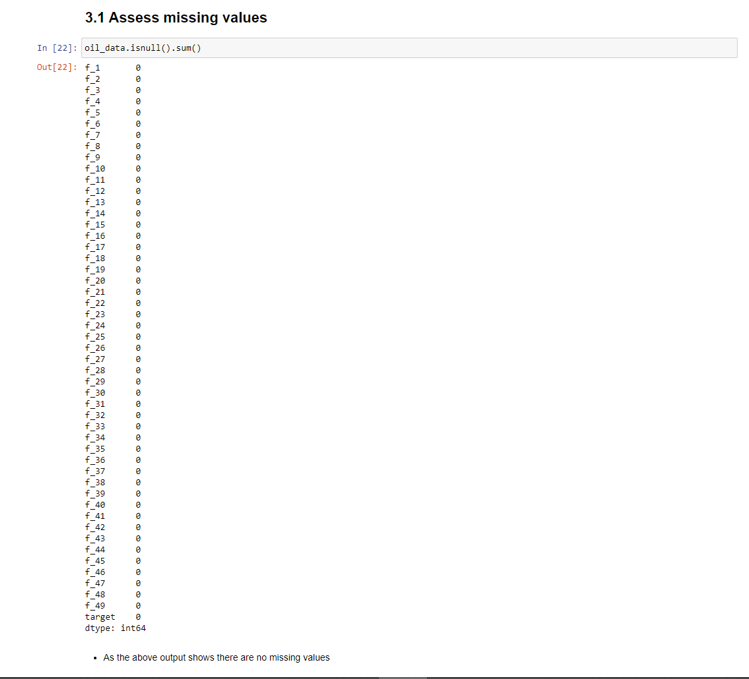 3.1 Assess missing values
In [22]: oil_data.isnull().sum()
Out[22]: f_1 0
f_2 0
f_3 0
f_4 0
f_5 0
f_6 0
f_7 0
f_8 0
f_9 0
f_10 0
f_11 0
f_12 0
f_13 0
f_14 0
f_15 0
f_16 0
f_17 0
f_18 0
f_19 0
f_20 0
f_21 0
f_22 0
f_23 0
f_24 0
f_25 0
f_26 0
f_27 0
f_28 0
f_29 0
f_30 0
f_31 0
f_32 0
f_33 0
f_34 0
f_35 0
f_36 0
f_37 0
f_38 0
f_39 0
f_40 0
f_41 0
f_42 0
f_43 0
f_44 0
f_45 0
f_46 0
f_47 0
f_48 0
f_49 0
target 0
dtype: int64
• As the above output shows there are no missing values